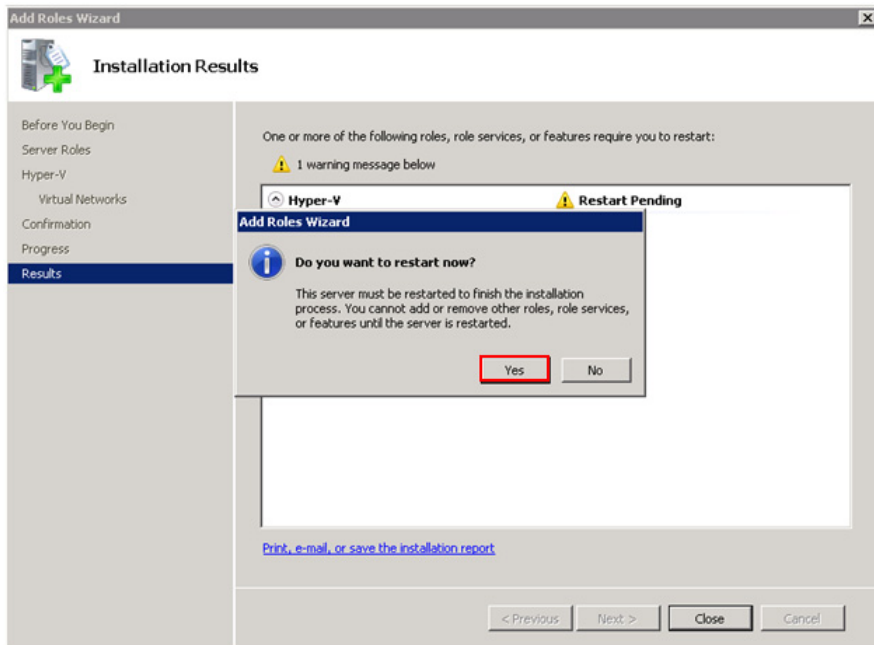 Add Roles Wizard
Installation Results
Before You Begin
Server Roles
Hyper-V
Virtual Networks
Confirmation
Progress
Results
One or more of the following roles, role services, or features require you to restart:
1 warning message below
Hyper-V Restart Pending
Add Roles Wizard
Do you want to restart now?
This server must be restarted to finish the installation
process. You cannot add or remove other roles, role services,
or features until the server is restarted.
Yes No
Print, e-mail, or save the installation report
< Previous Next > Close Cancel